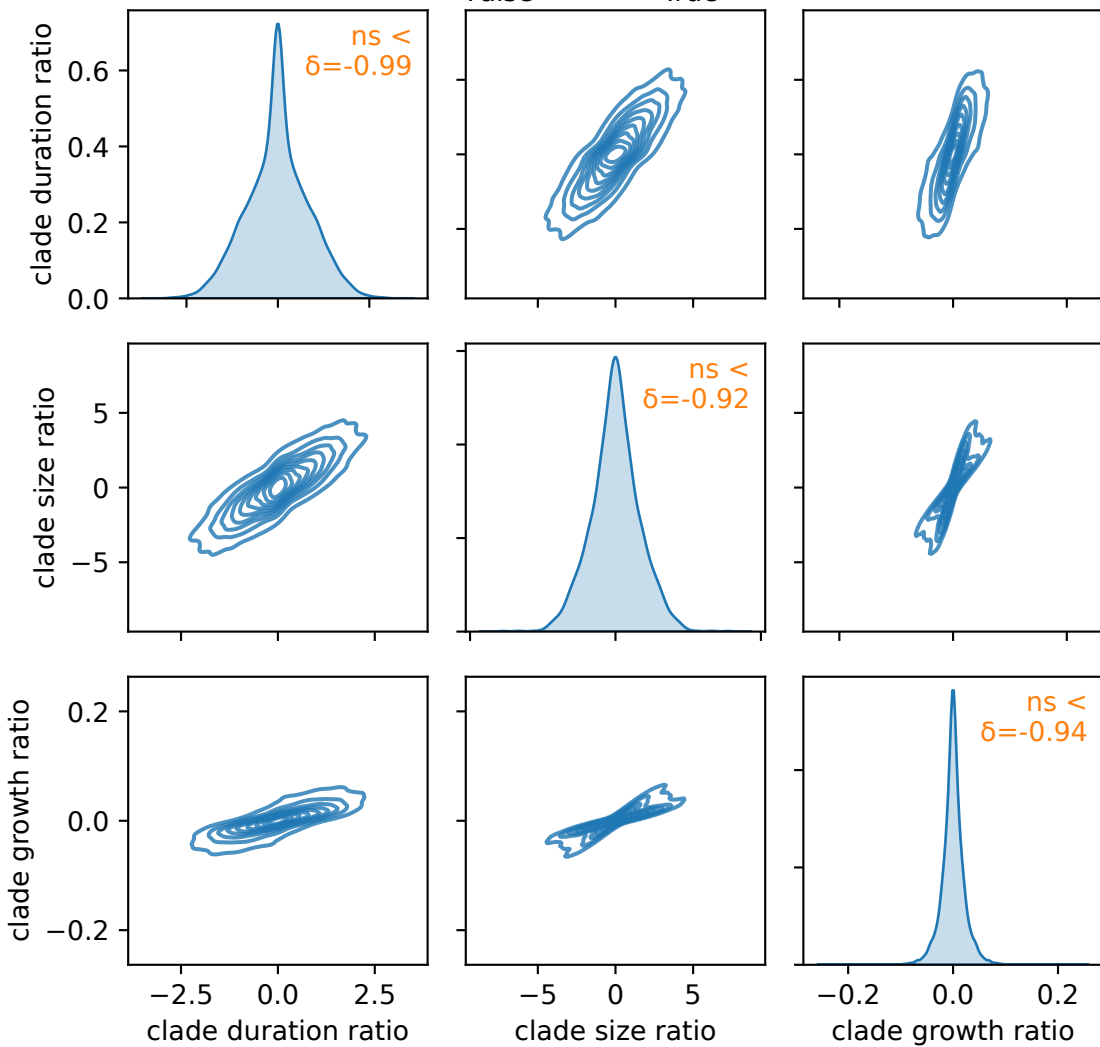 clade duration ratio
0.6
0.4
0.2
0.0
ns <
δ=-0.99
clade size ratio
5
0
−5
ns <
δ=-0.92
clade growth ratio
0.2
0.0
−0.2
ns <
δ=-0.94
−2.5 0.0 2.5
clade duration ratio
−5 0 5
clade size ratio
−0.2 0.0 0.2
clade growth ratio